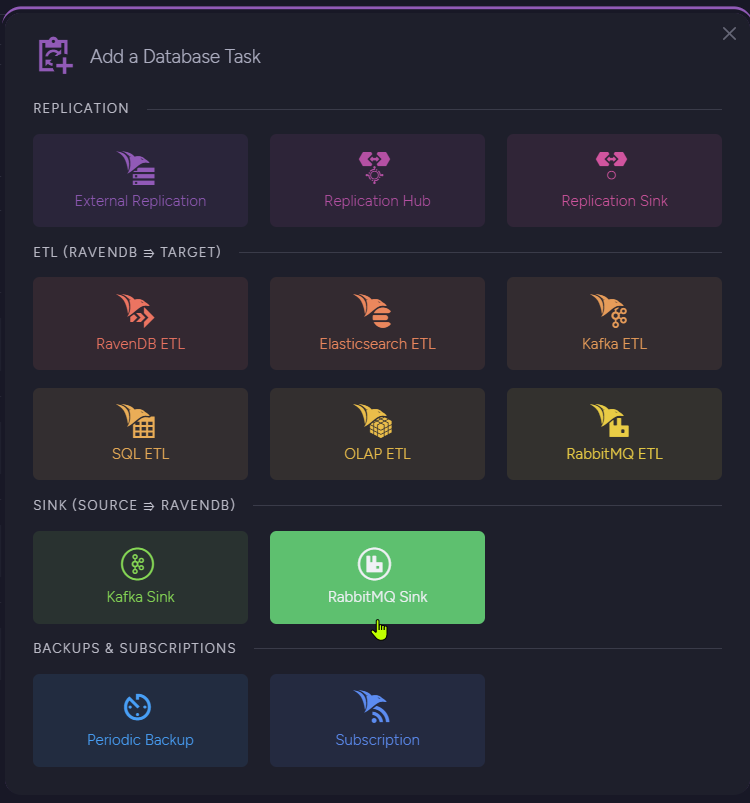 Add a Database Task
REPLICATION
External Replication
Replication Hub
Replication Sink
ETL (RAVENDB ⇛ TARGET)
RavenDB ETL
Elasticsearch ETL
Kafka ETL
SQL ETL
OLAP ETL
RabbitMQ ETL
SINK (SOURCE ⇛ RAVENDB)
Kafka Sink
RabbitMQ Sink
BACKUPS & SUBSCRIPTIONS
Periodic Backup
Subscription